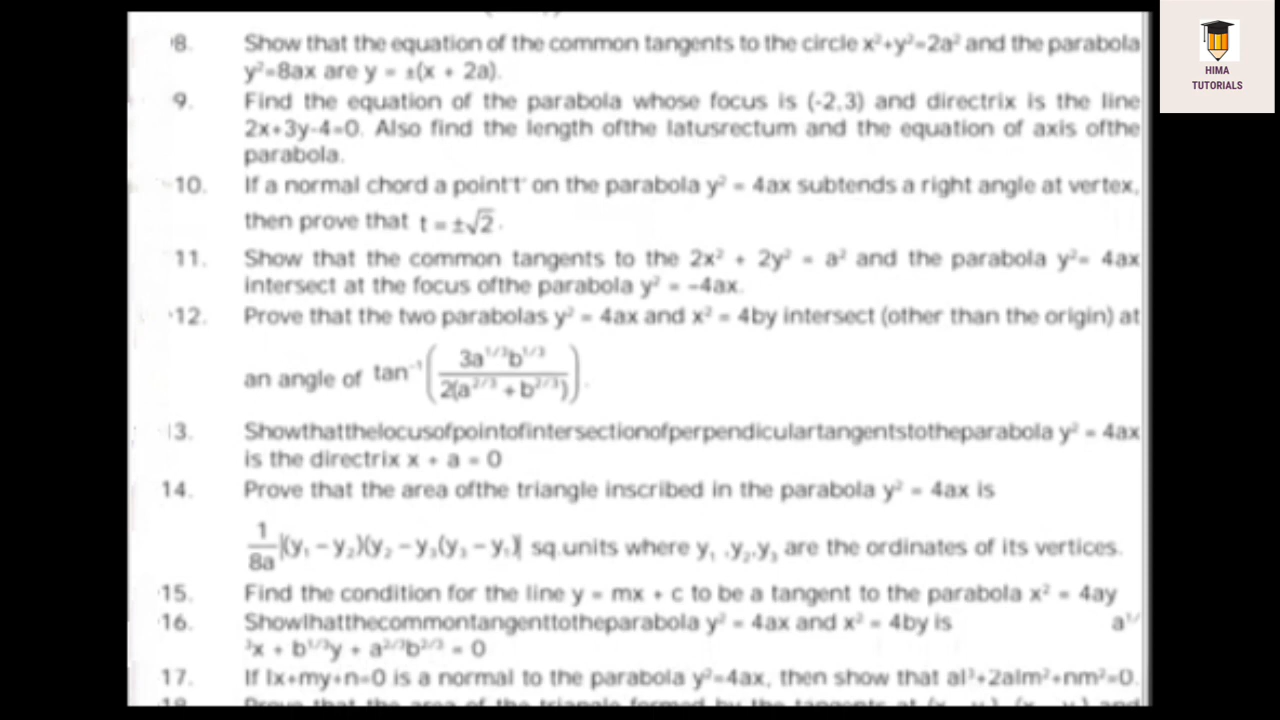 8. Show that the equation of the common tangents to the circle x²+y²=2a² and the parabola
y²=8ax are y = ±(x + 2a).
9. Find the equation of the parabola whose focus is (-2,3) and directrix is the line
2x+3y-4=0. Also find the length ofthe latusrectum and the equation of axis ofthe
parabola.
10. If a normal chord a point't' on the parabola y² = 4ax subtends a right angle at vertex,
then prove that t = ±√2.
11. Show that the common tangents to the 2x² + 2y² = a² and the parabola y²= 4ax
intersect at the focus ofthe parabola y² = -4ax.
12. Prove that the two parabolas y² = 4ax and x² = 4by intersect (other than the origin) at
an angle of tan⁻¹(3a^1/3b^1/3 / 2(a^2/3 + b^2/3)).
13. Showthatthelocusofpointofintersectionofperpendiculartangentstotheparabola y² = 4ax
is the directrix x + a = 0
14. Prove that the area ofthe triangle inscribed in the parabola y² = 4ax is
1/8a |(y₁ - y₂)(y₂ - y₃(y₃ - y₁)| sq.units where y₁ .y₂.y₃ are the ordinates of its vertices.
15. Find the condition for the line y = mx + c to be a tangent to the parabola x² = 4ay
16. Showlhatthecommontangenttotheparabola y² = 4ax and x² = 4by is a^1/
³x + b^1/3y + a^2/3b^2/3 = 0
17. If lx+my+n=0 is a normal to the parabola y²=4ax, then show that al³+2alm²+nm²=0.
HIMA
TUTORIALS